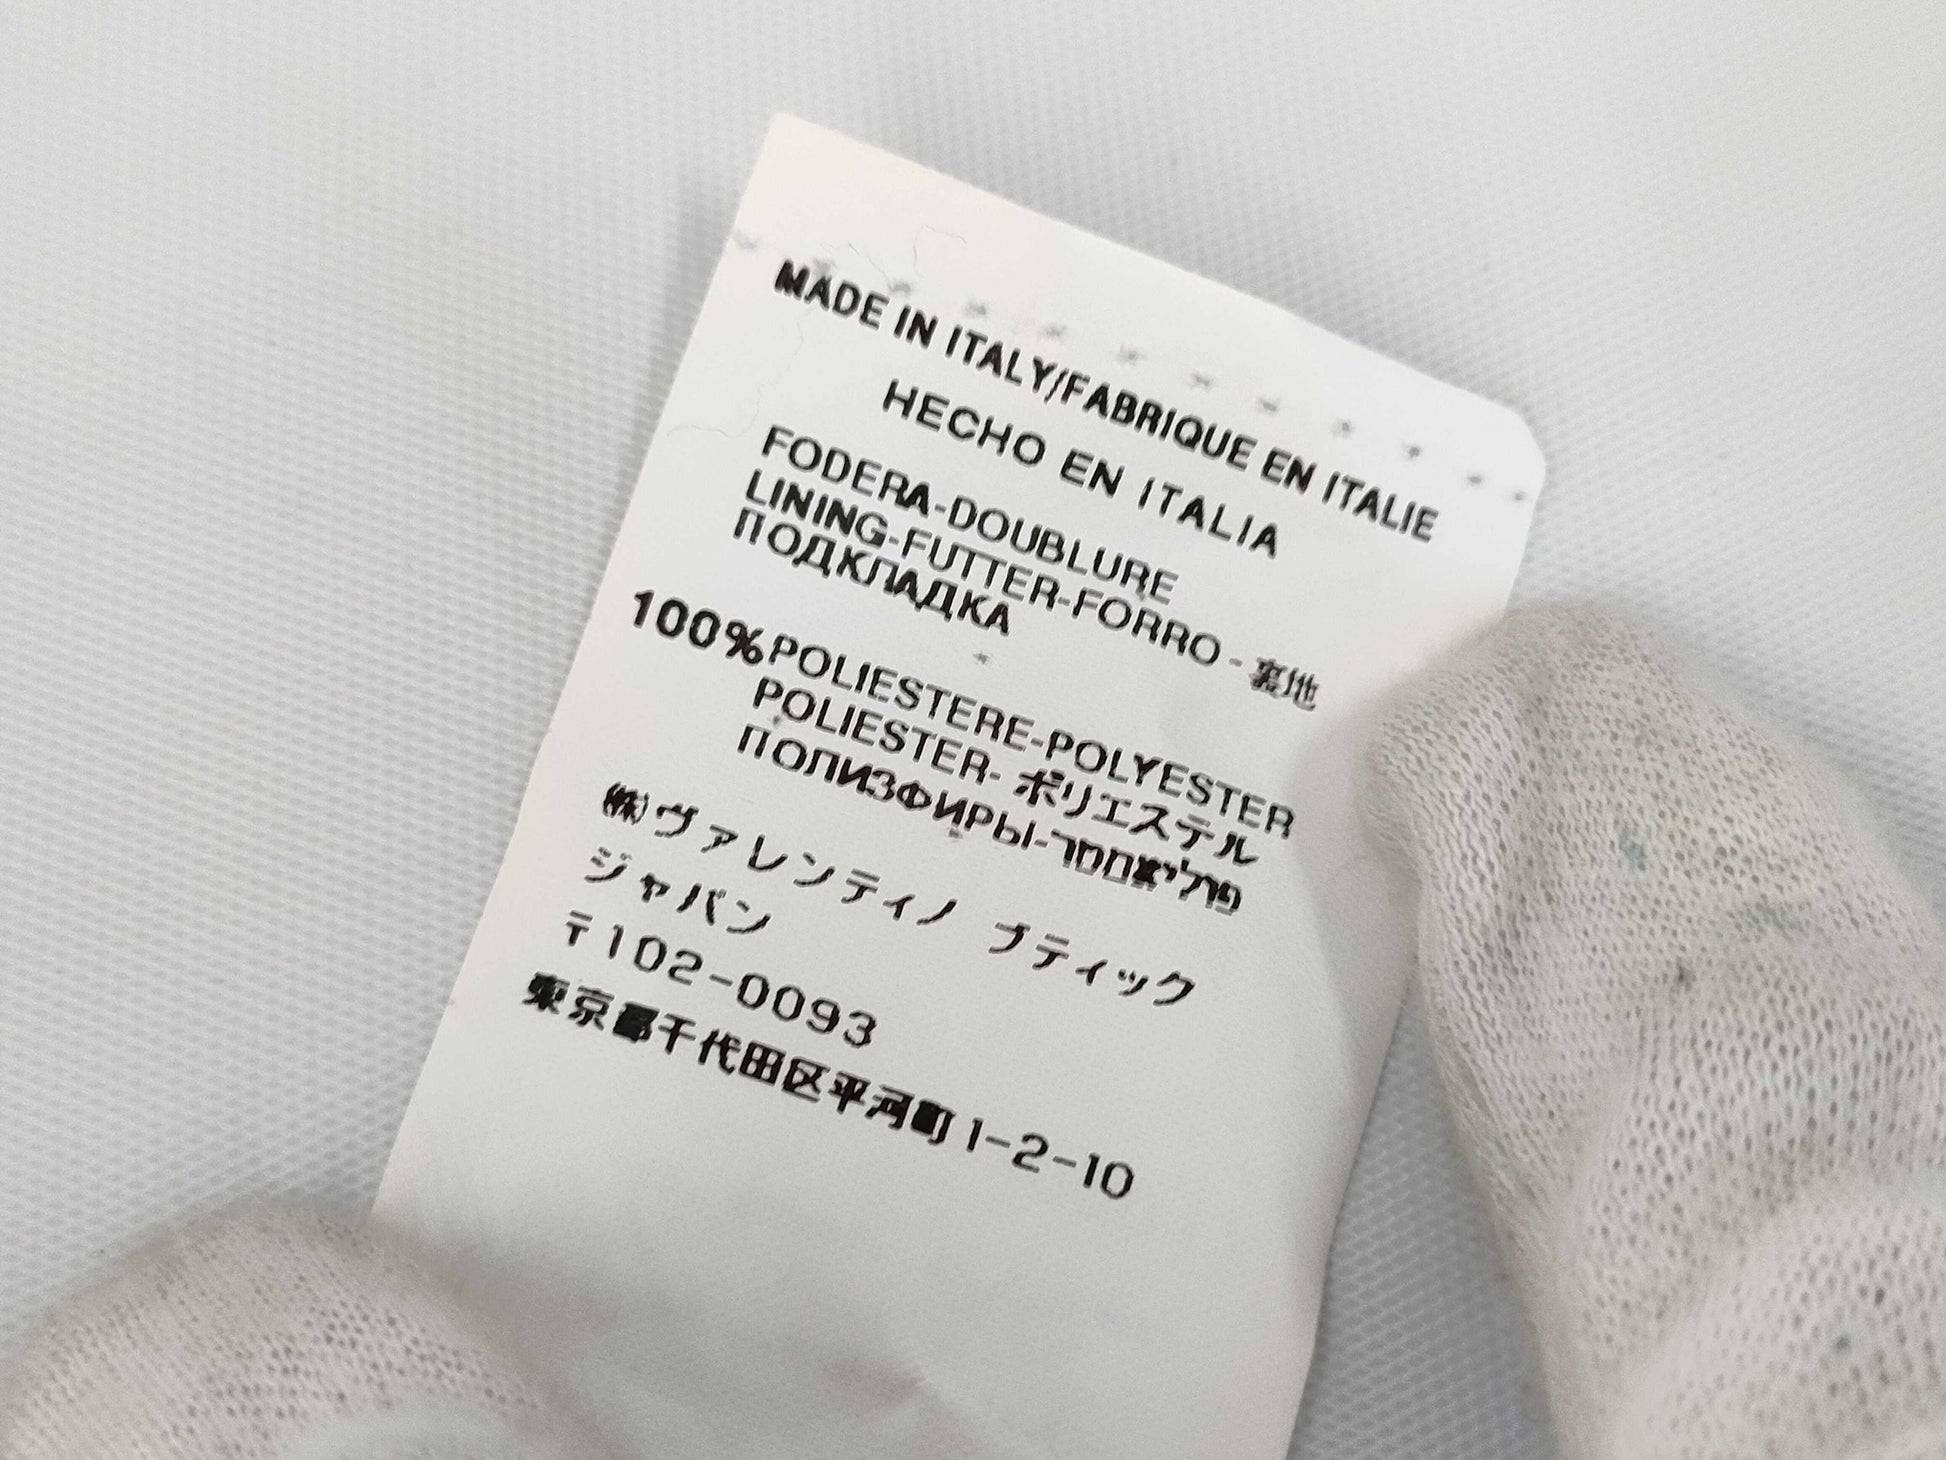 MADE IN ITALY/FABRIQUE EN ITALIE
HECHO EN ITALIA
FODERA-DOUBLURE
LINING-FUTTER-FORRO - 裏地
ПОДКЛАДКА
100% POLIESTERE-POLYESTER
POLIESTER- ポリエステル
ПОЛИЭФИРЫ-פוליאסטר
㈱ヴァレンティノ ブティック
ジャパン
〒102-0093
東京都千代田区平河町1-2-10